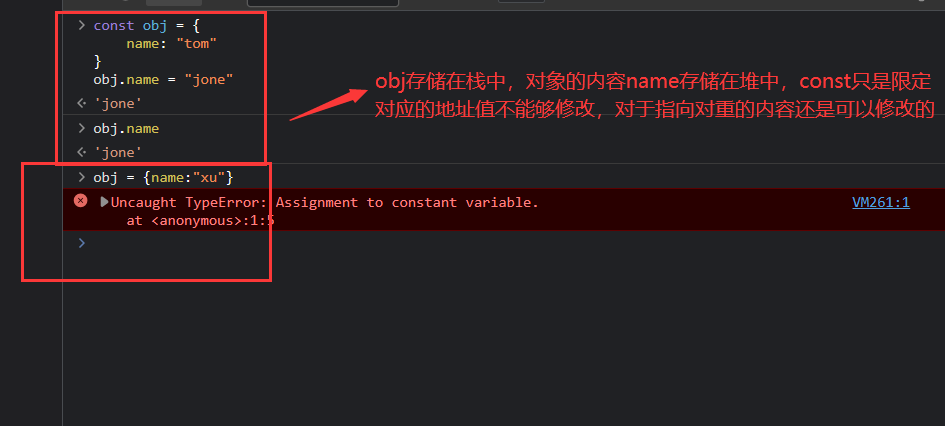 const obj = {
name: "tom"
}
obj.name = "jone"
'jone'
obj.name
'jone'
obj = {name:"xu"}
Uncaught TypeError: Assignment to constant variable.
at <anonymous>:1:5
VM261:1
obj存储在栈中，对象的内容name存储在堆中，const只是限定
对应的地址值不能够修改，对于指向对重的内容还是可以修改的